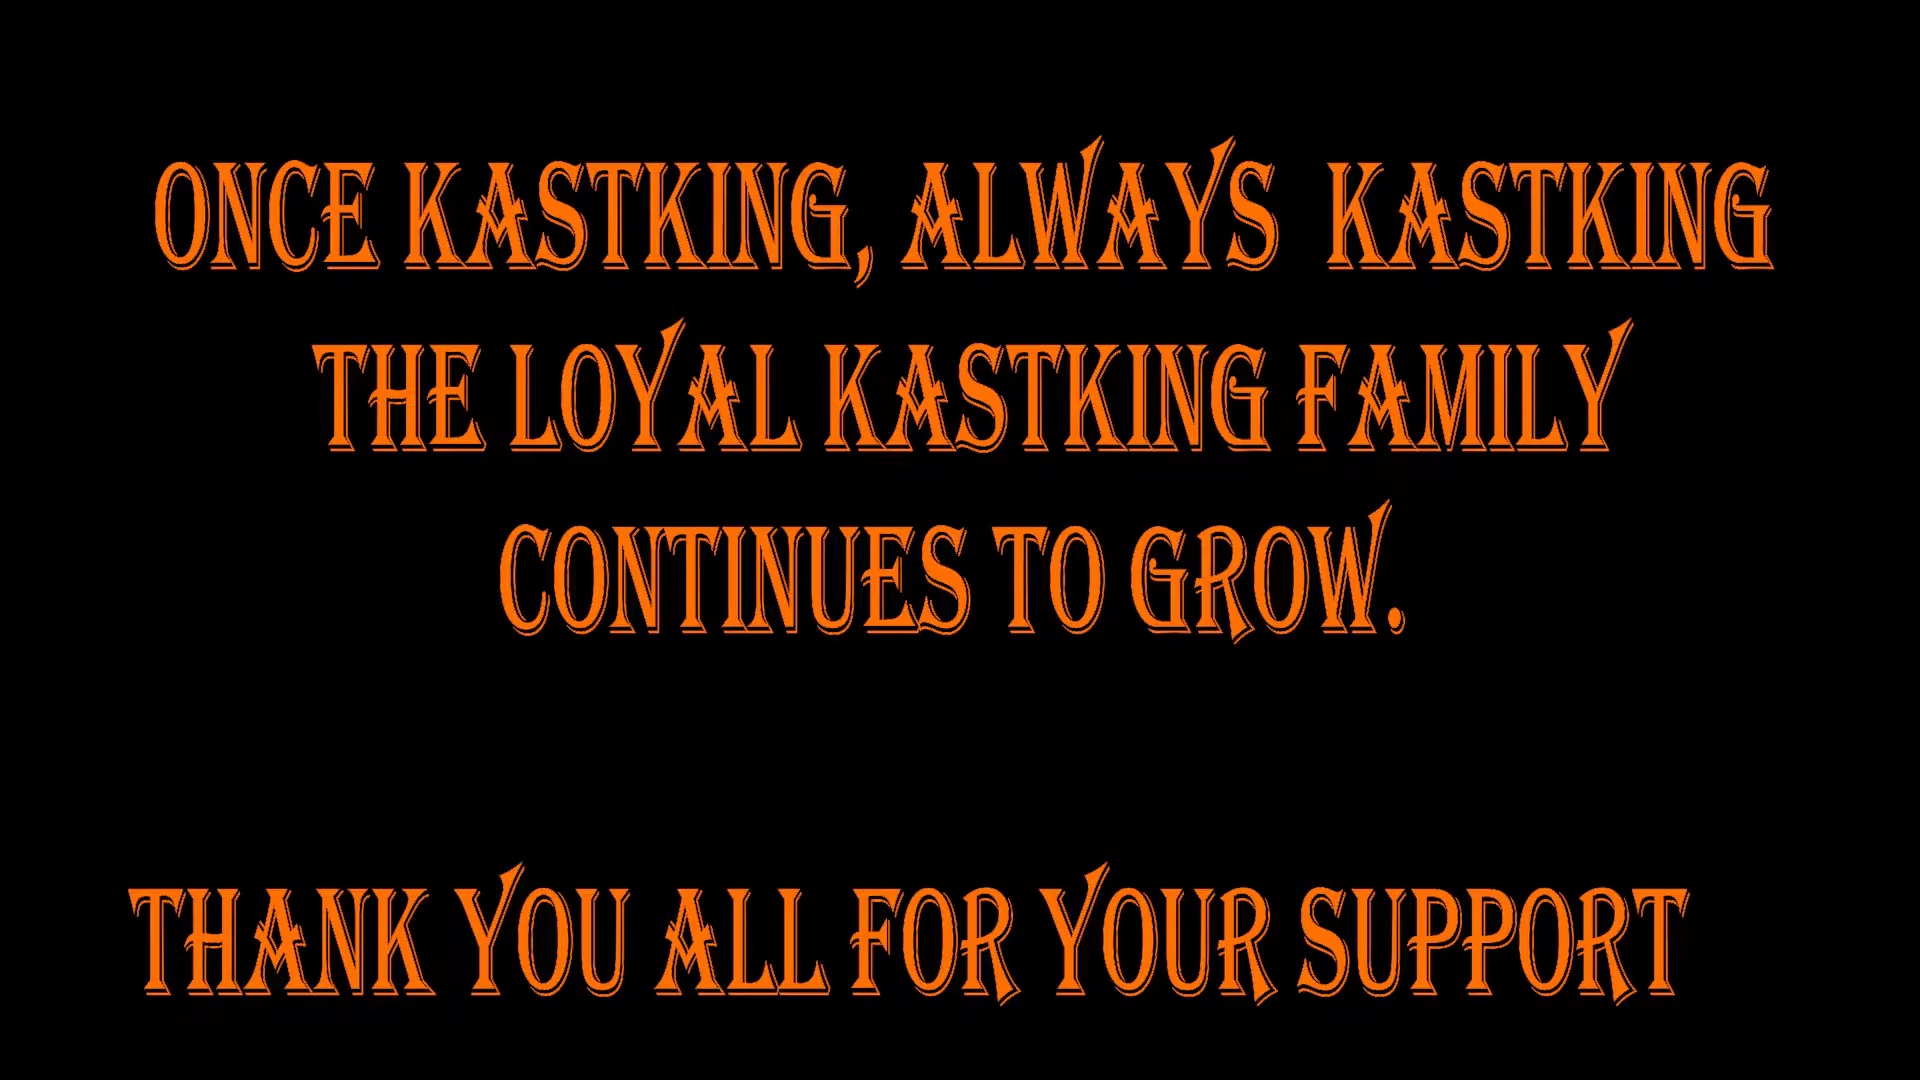 ONCE KASTKING, ALWAYS KASTKING
THE LOYAL KASTKING FAMILY
CONTINUES TO GROW.
THANK YOU ALL FOR YOUR SUPPORT